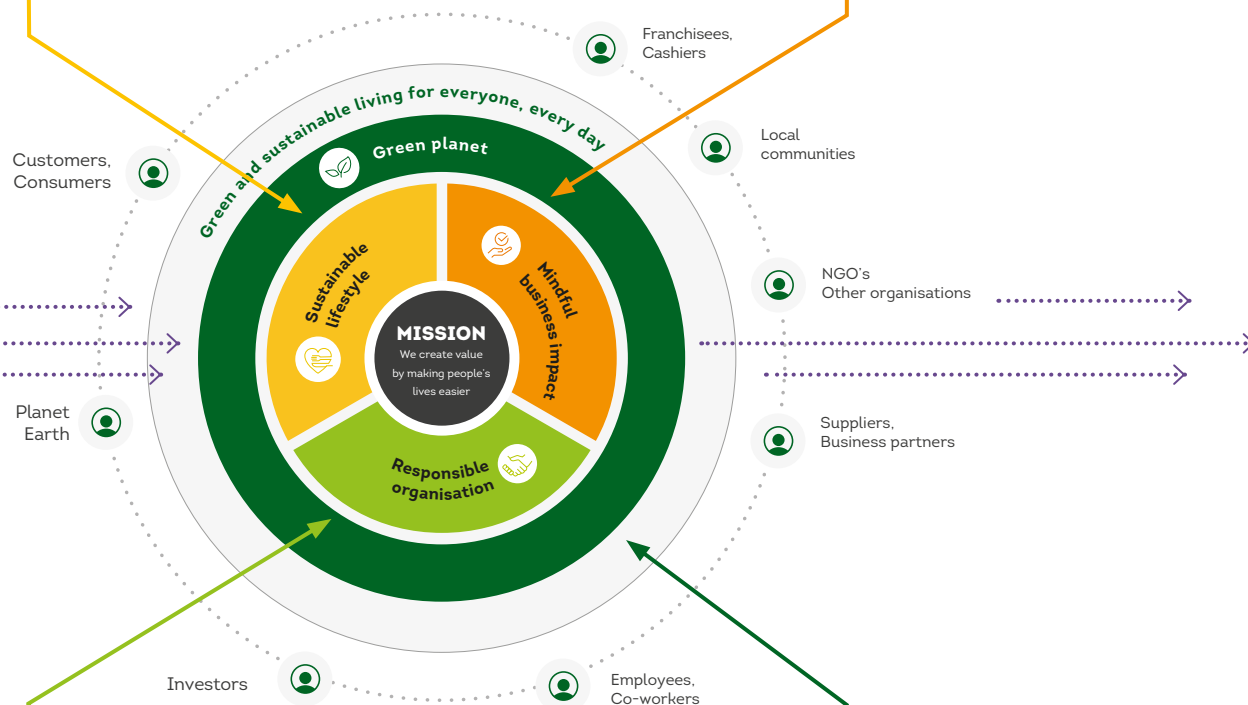 Franchisees,
Cashiers
Green and sustainable living for everyone, every day
Green planet
Local
communities
Customers,
Consumers
Sustainable
lifestyle
Mindful
business impact
NGO's
Other organisations
MISSION
We create value
by making people's
lives easier
Planet
Earth
Suppliers,
Business partners
Responsible
organisation
Investors
Employees,
Co-workers